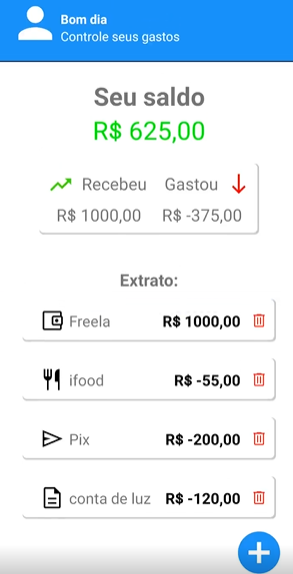 Bom dia
Controle seus gastos
Seu saldo
R$ 625,00
Recebeu Gastou
R$ 1000,00 R$ -375,00
Extrato:
Freela R$ 1000,00
ifood R$ -55,00
Pix R$ -200,00
conta de luz R$ -120,00